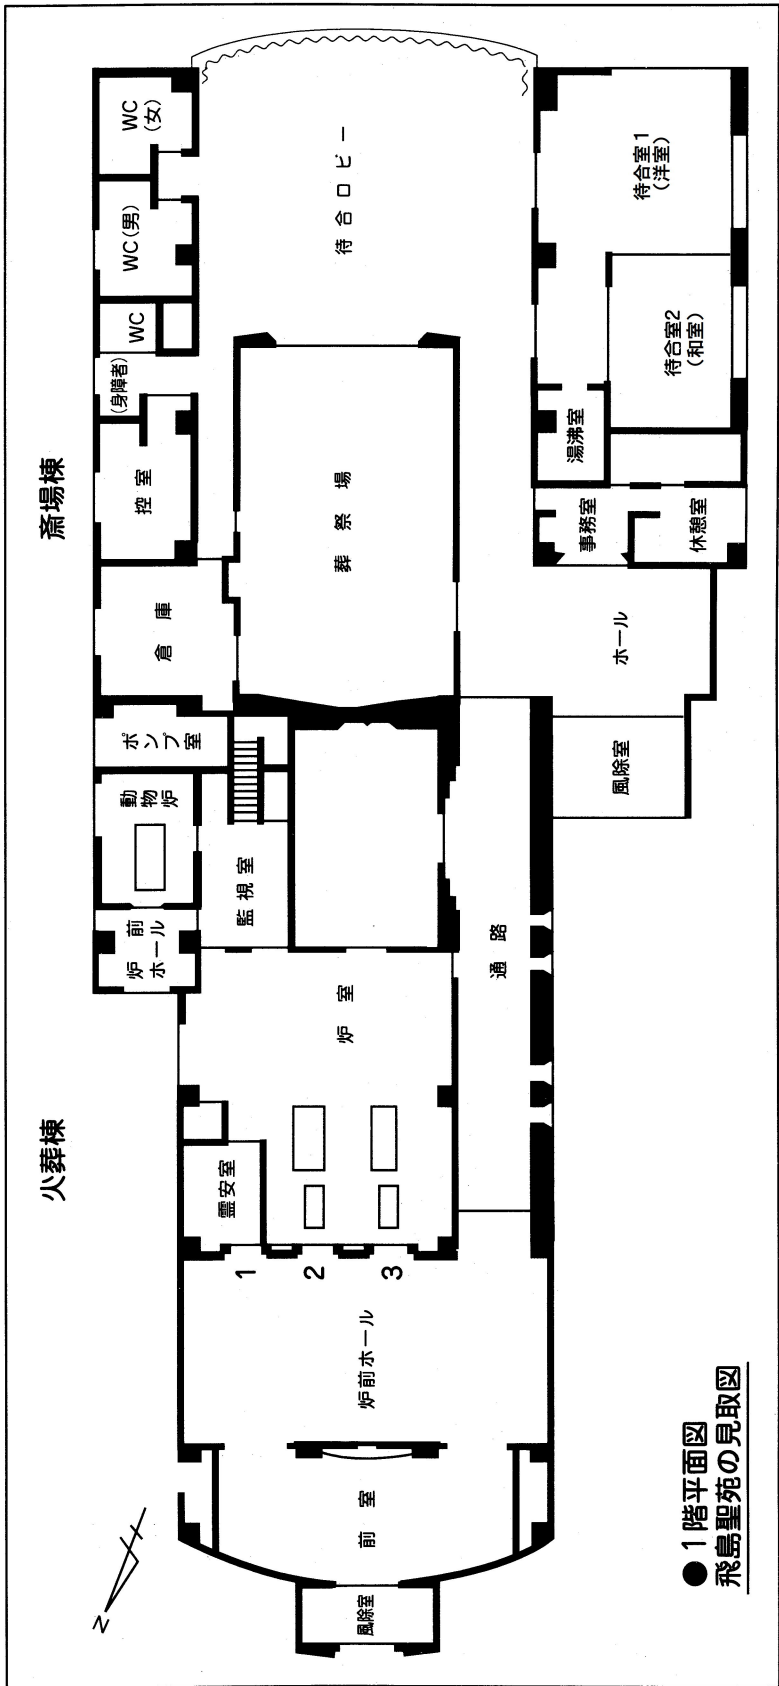 ●1階平面図
飛島聖苑の見取図
火葬棟
斎場棟
N
風除室
前室
炉前ホール
1
2
3
霊安室
炉室
炉前
ホール
動物炉
監視室
ポンプ室
通路
倉庫
控室
(身障者)
WC
WC(男)
WC
(女)
葬祭場
待合ロビー
風除室
ホール
事務室
休憩室
湯沸室
待合室2
(和室)
待合室1
(洋室)